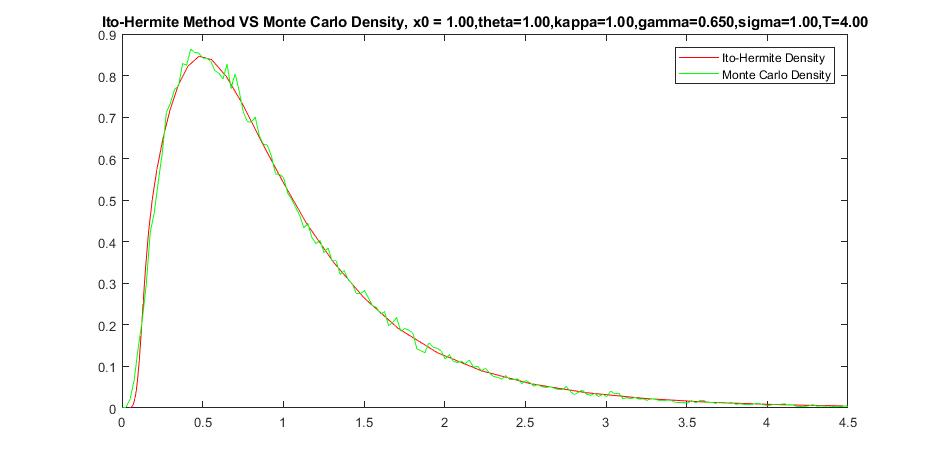 Ito-Hermite Method VS Monte Carlo Density, x0 = 1.00,theta=1.00,kappa=1.00,gamma=0.650,sigma=1.00,T=4.00
Ito-Hermite Density
Monte Carlo Density
0.9
0.8
0.7
0.6
0.5
0.4
0.3
0.2
0.1
0
0 0.5 1 1.5 2 2.5 3 3.5 4 4.5